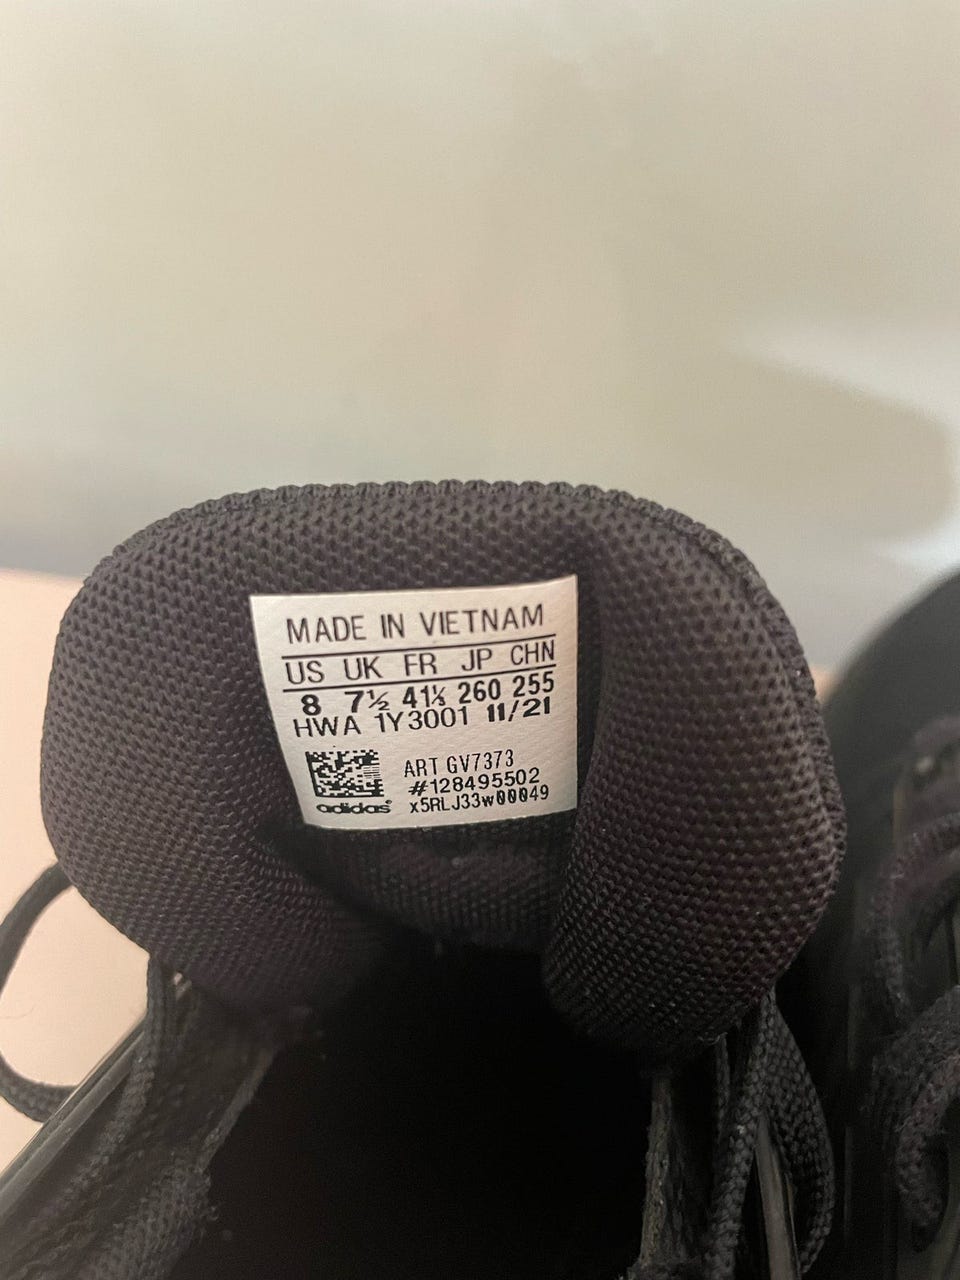 MADE IN VIETNAM
US UK FR JP CHN
8 7½ 41⅓ 260 255
HWA 1Y3001 11/21
ART GV7373
#128495502
adidas® x5RLJ33w00049